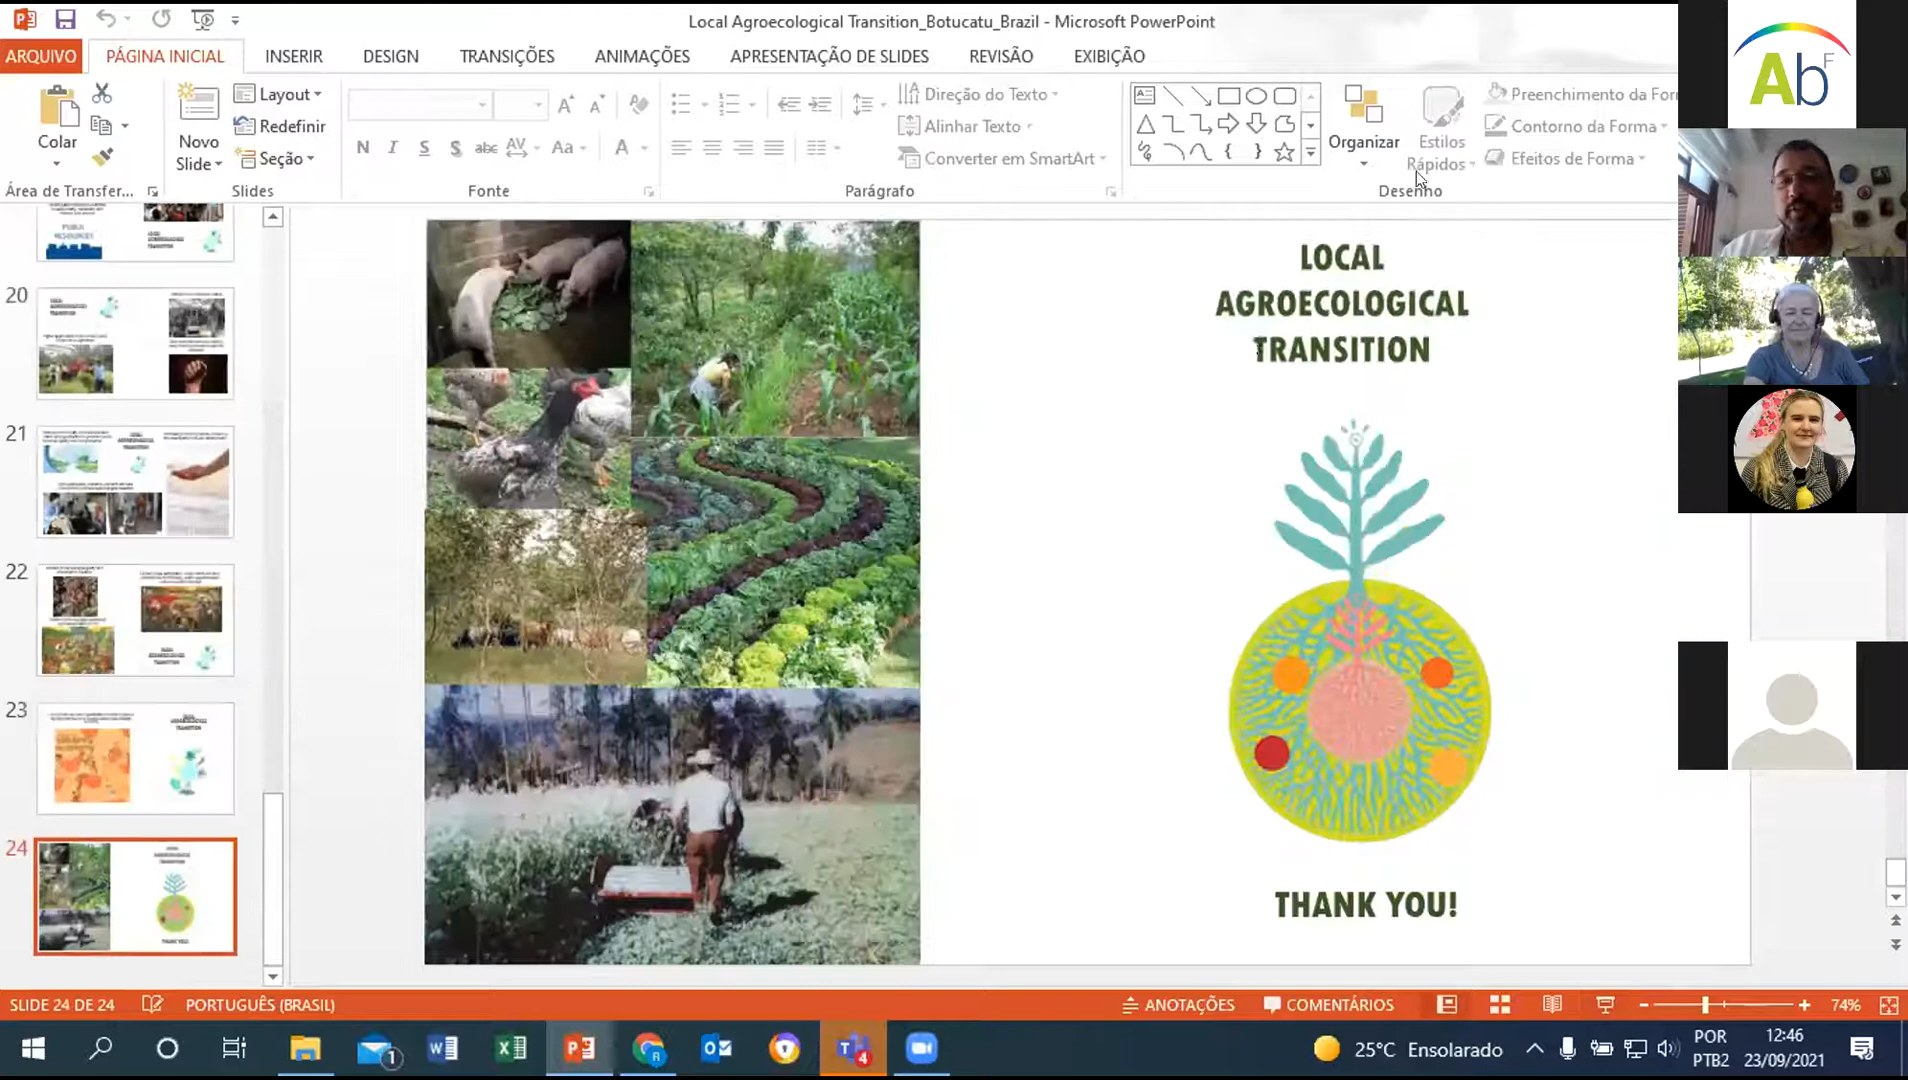 Local Agroecological Transition_Botucatu_Brazil - Microsoft PowerPoint
ARQUIVO
PÁGINA INICIAL
INSERIR
DESIGN
TRANSIÇÕES
ANIMAÇÕES
APRESENTAÇÃO DE SLIDES
REVISÃO
EXIBIÇÃO
Colar
Novo
Slide
Layout
Redefinir
Seção
Direção do Texto
Alinhar Texto
Converter em SmartArt
Organizar
Estilos
Rápidos
Preenchimento da For
Contorno da Forma
Efeitos de Forma
Área de Transfer...
Slides
Fonte
Parágrafo
Desenho
AbF
20
21
22
23
24
LOCAL
AGROECOLOGICAL
TRANSITION
THANK YOU!
SLIDE 24 DE 24
PORTUGUÊS (BRASIL)
ANOTAÇÕES
COMENTÁRIOS
74%
25°C Ensolarado
POR
PTB2
12:46
23/09/2021